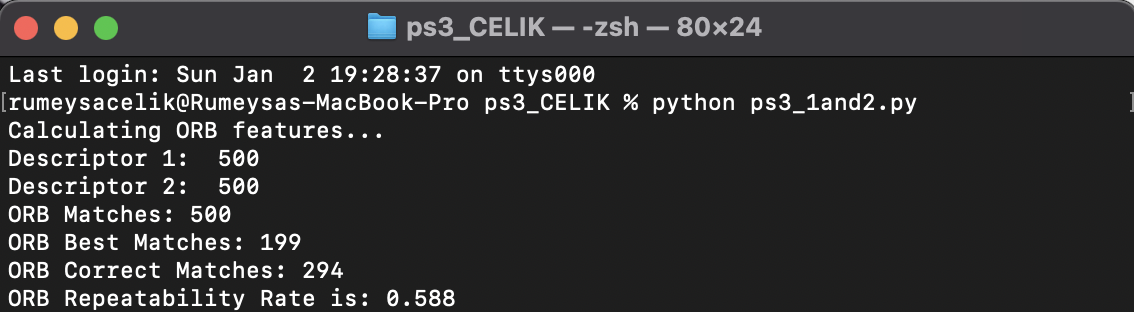 ps3_CELIK — -zsh — 80×24
Last login: Sun Jan  2 19:28:37 on ttys000
[rumeysacelik@Rumeysas-MacBook-Pro ps3_CELIK % python ps3_1and2.py ]
Calculating ORB features...
Descriptor 1:  500
Descriptor 2:  500
ORB Matches: 500
ORB Best Matches: 199
ORB Correct Matches: 294
ORB Repeatability Rate is: 0.588